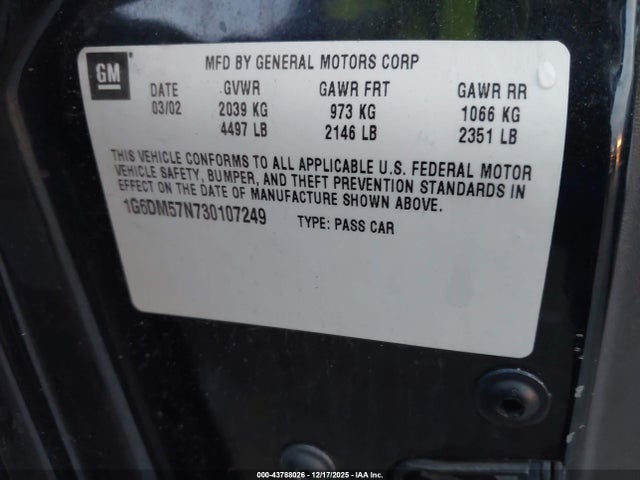 GM
MFD BY GENERAL MOTORS CORP
DATE GVWR GAWR FRT GAWR RR
03/02 2039 KG 973 KG 1066 KG
4497 LB 2146 LB 2351 LB
THIS VEHICLE CONFORMS TO ALL APPLICABLE U.S. FEDERAL MOTOR
VEHICLE SAFETY, BUMPER, AND THEFT PREVENTION STANDARDS IN
EFFECT ON THE DATE OF MANUFACTURE SHOWN ABOVE.
1G6DM57N730107249 TYPE: PASS CAR
000-43788026 - 12/17/2025 - IAA Inc.